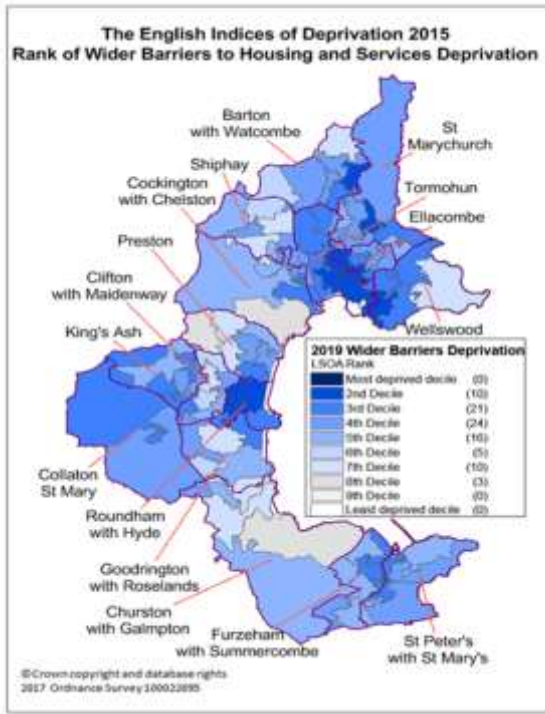 The English Indices of Deprivation 2015
Rank of Wider Barriers to Housing and Services Deprivation
Barton
with Watcombe
St
Marychurch
Shiphay
Cockington
with Chelston
Tormohun
Ellacombe
Preston
Clifton
with Maidenway
King's Ash
Wellswood
2019 Wider Barriers Deprivation
LSOA Rank
Most deprived decile (0)
2nd Decile (10)
3rd Decile (21)
4th Decile (24)
5th Decile (16)
6th Decile (5)
7th Decile (10)
8th Decile (3)
9th Decile (0)
Least deprived decile (0)
Collaton
St Mary
Roundham
with Hyde
Goodrington
with Roselands
Churston
with Galmpton
Furzeham
with Summercombe
St Peter's
with St Mary's
©Crown copyright and database rights
2017 Ordnance Survey 100022695